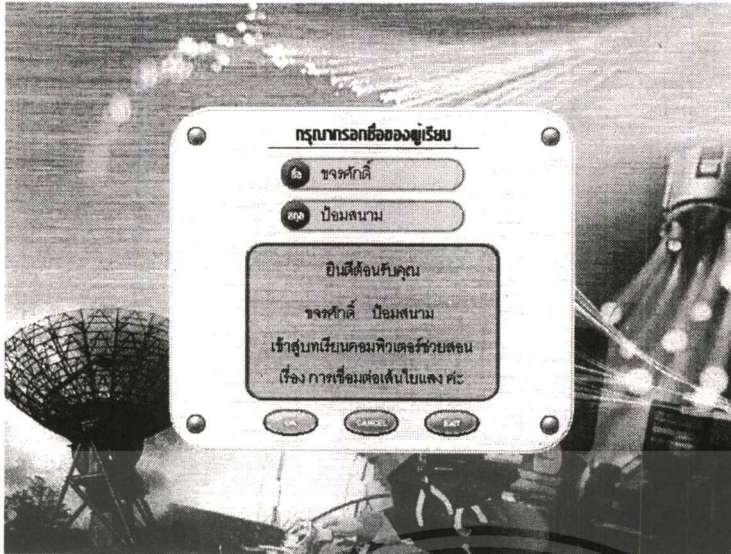 กรุณากรอกชื่อของผู้เรียน
ชื่อ ขจรศักดิ์
สกุล ป้อมสนาม
ยินดีต้อนรับคุณ
ขจรศักดิ์ ป้อมสนาม
เข้าสู่บทเรียนคอมพิวเตอร์ช่วยสอน
เรื่อง การเชื่อมต่อเส้นใยแสง ค่ะ
OK CANCEL EXIT